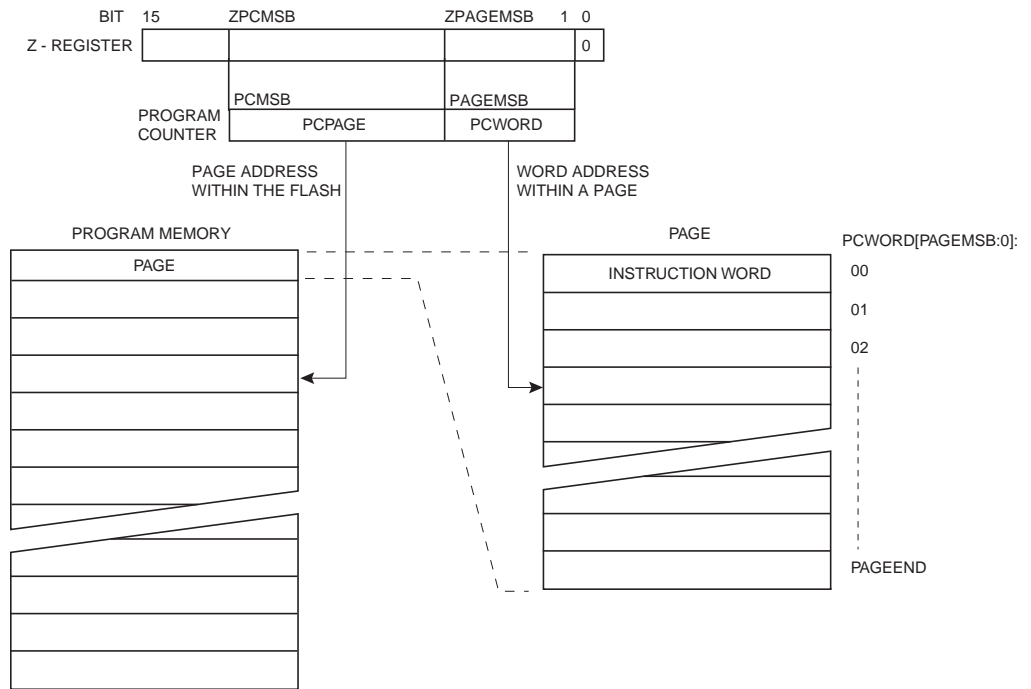 BIT 15 ZPCMSB ZPAGEMSB 1 0
Z - REGISTER 0
PCMSB PAGEMSB
PROGRAM
COUNTER
PCPAGE PCWORD
PAGE ADDRESS
WITHIN THE FLASH
WORD ADDRESS
WITHIN A PAGE
PROGRAM MEMORY
PAGE
PAGE
INSTRUCTION WORD
PCWORD[PAGEMSB:0]:
00
01
02
PAGEEND